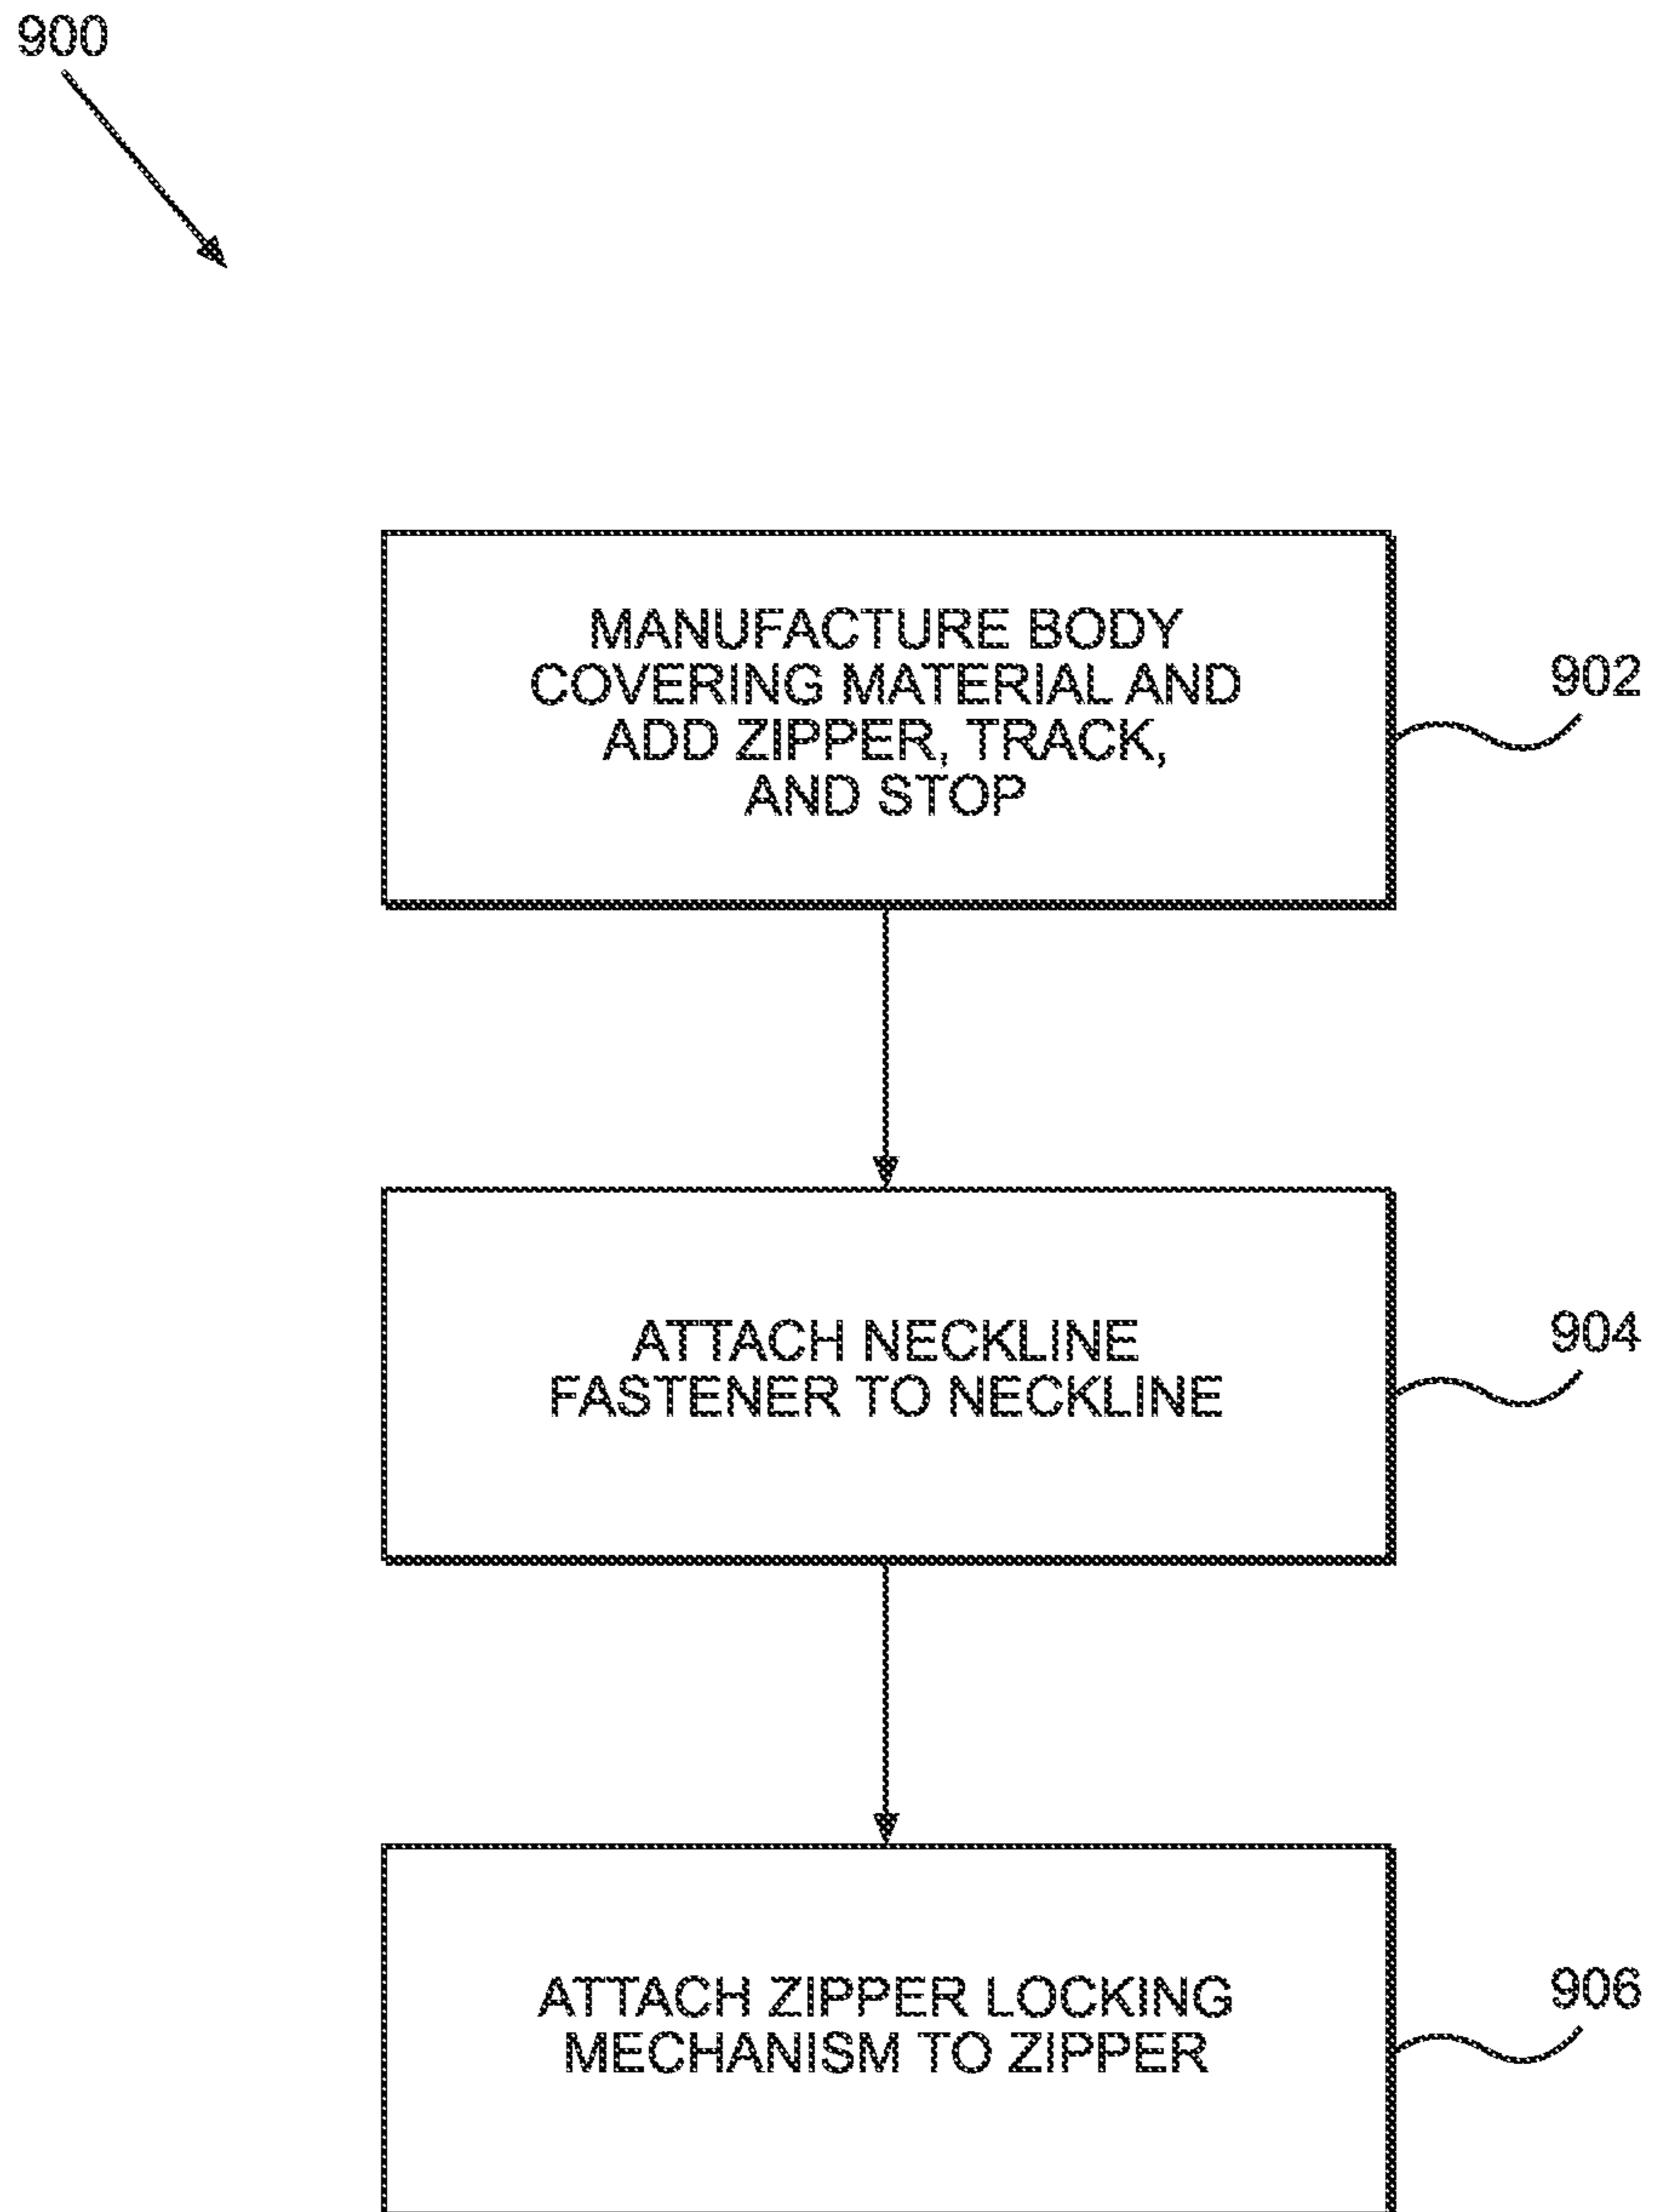 900
MANUFACTURE BODY
COVERING MATERIAL AND
ADD ZIPPER, TRACK,
AND STOP
902
ATTACH NECKLINE
FASTENER TO NECKLINE
904
ATTACH ZIPPER LOCKING
MECHANISM TO ZIPPER
906